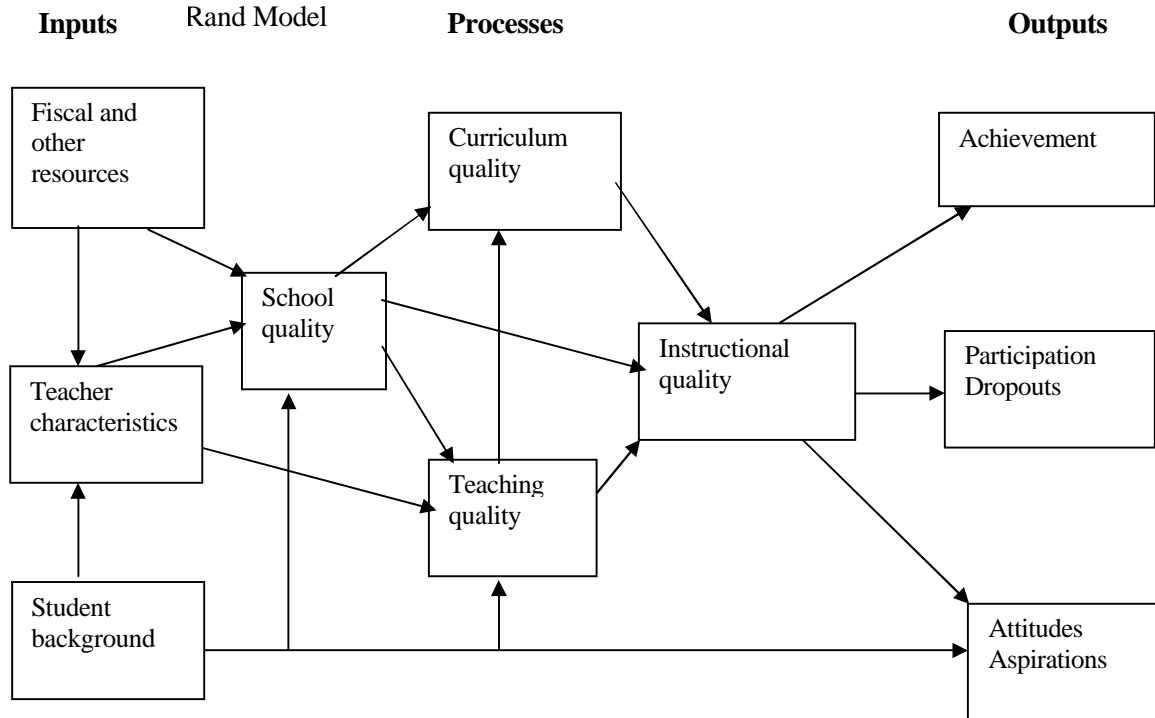 Inputs
Rand Model
Processes
Outputs
Fiscal and
other
resources
Curriculum
quality
Achievement
School
quality
Instructional
quality
Participation
Dropouts
Teacher
characteristics
Teaching
quality
Student
background
Attitudes
Aspirations